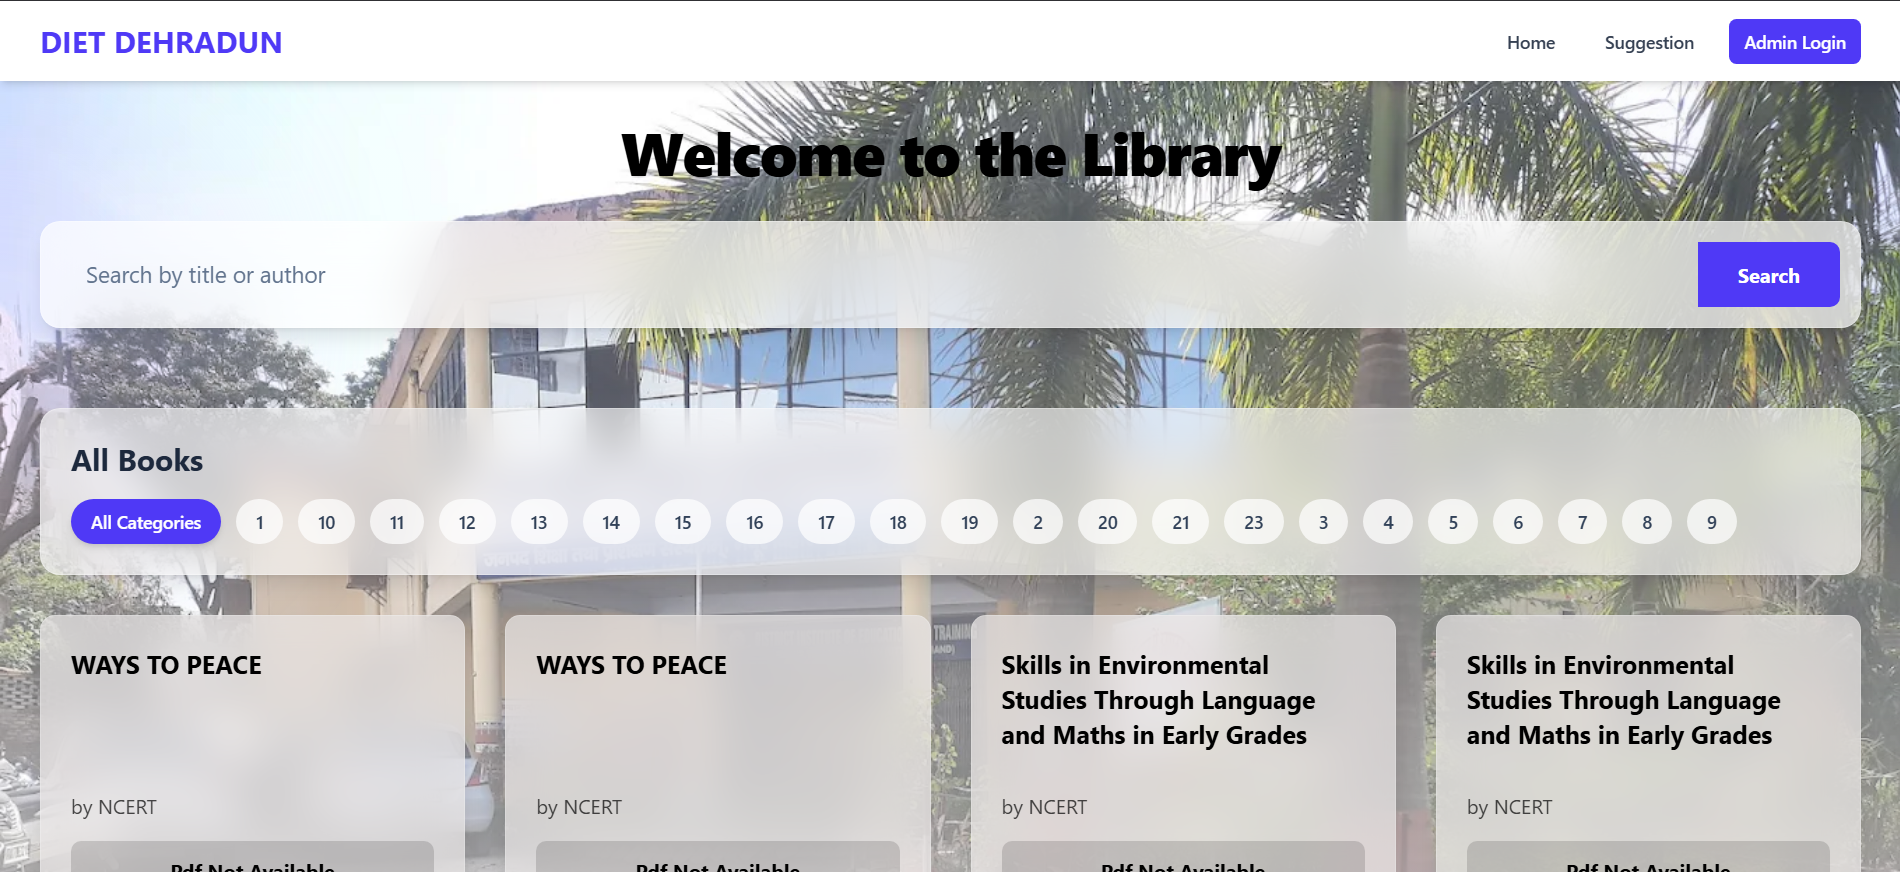 DIET DEHRADUN
Home Suggestion Admin Login
Welcome to the Library
Search by title or author
Search
All Books
All Categories 1 10 11 12 13 14 15 16 17 18 19 2 20 21 23 3 4 5 6 7 8 9
TRAINING
WAYS TO PEACE
WAYS TO PEACE
Skills in Environmental
Studies Through Language
and Maths in Early Grades
Skills in Environmental
Studies Through Language
and Maths in Early Grades
by NCERT
by NCERT
by NCERT
by NCERT
Pdf Not Available
Pdf Not Available
Pdf Not Available
Pdf Not Available